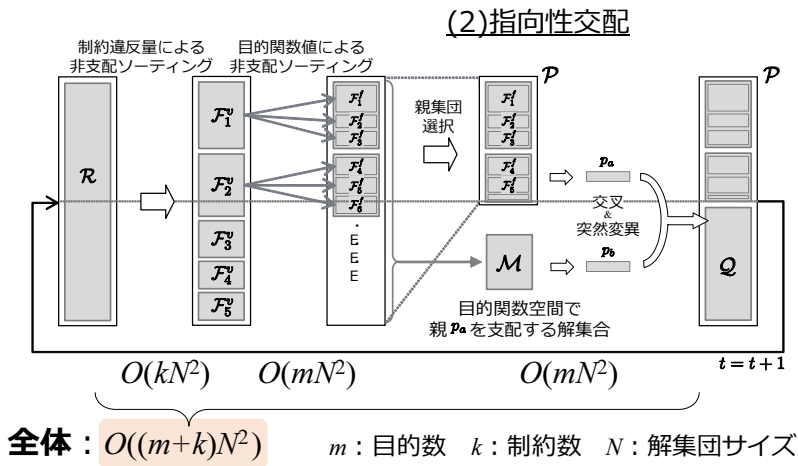 (2)指向性交配
制約違反量による
非支配ソーティング
目的関数値による
非支配ソーティング
R
F₁ᵛ
F₂ᵛ
F₃ᵛ
F₄ᵛ
F₅ᵛ
F₁ᶠ
F₂ᶠ
F₃ᶠ
F₄ᶠ
F₅ᶠ
F₆ᶠ
・
E
E
E
親集団
選択
P
F₁ᶠ
F₂ᶠ
F₃ᶠ
F₄ᶠ
F₅ᶠ
M
目的関数空間で
親 pₐ を支配する解集合
pₐ
交叉
&
突然変異
p_b
P
Q
t = t + 1
O(kN²)
O(mN²)
O(mN²)
全体：O((m+k)N²)
m：目的数 k：制約数 N：解集団サイズ